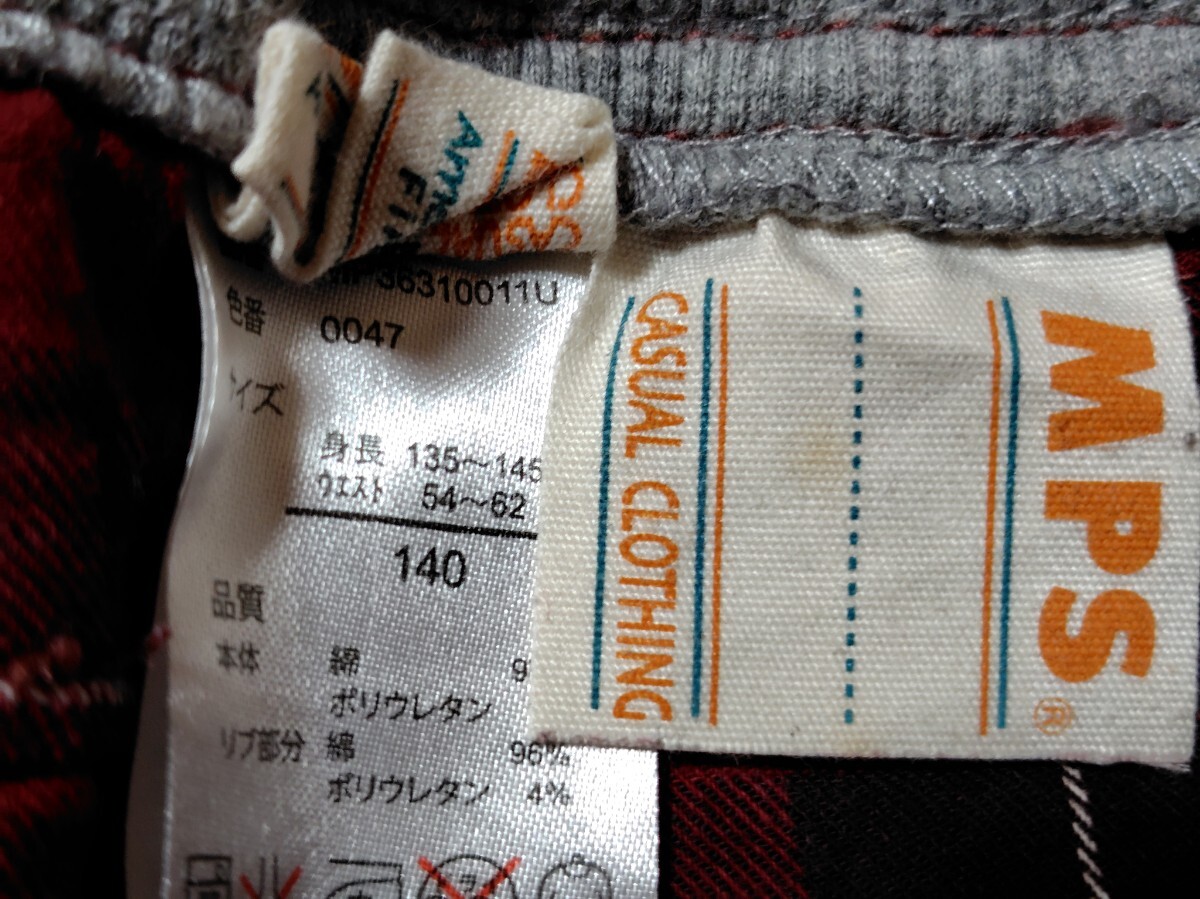 36310011U
色番 0047
イズ
身長 135～145
ウエスト 54～62
140
品質
本体 綿 9
ポリウレタン
リブ部分 綿 96%
ポリウレタン 4%
MPS®
CASUAL CLOTHING